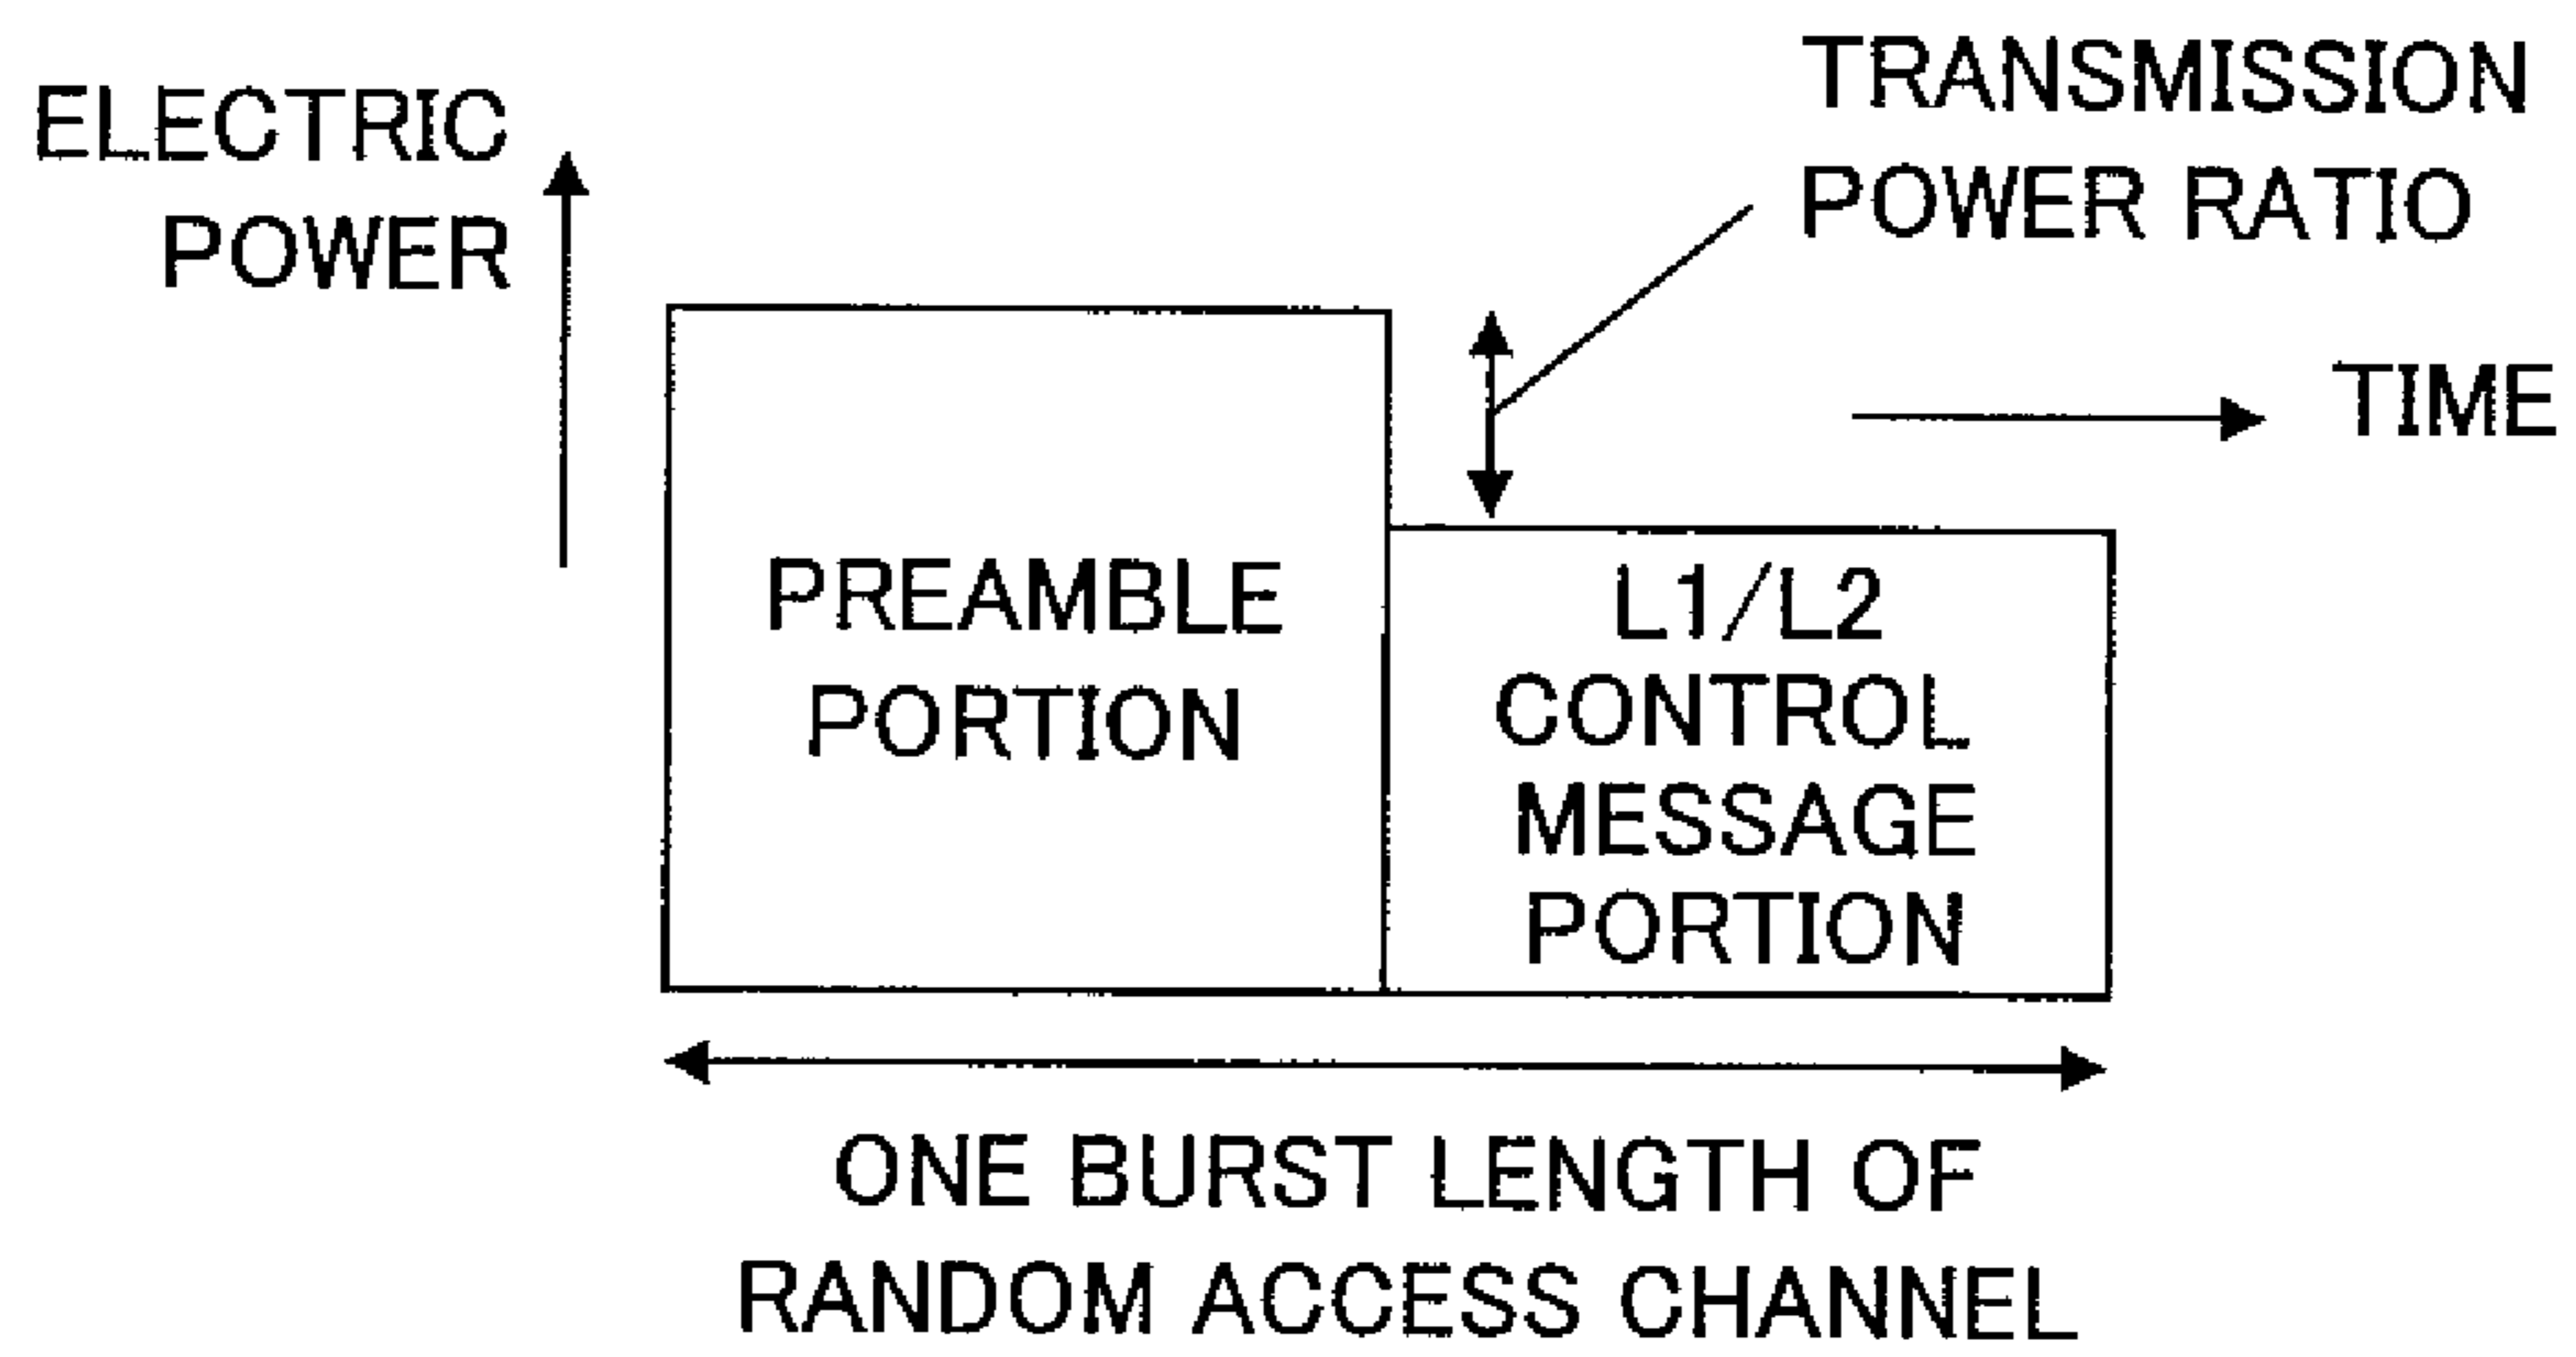 ELECTRIC
POWER
TRANSMISSION
POWER RATIO
TIME
PREAMBLE
PORTION
L1/L2
CONTROL
MESSAGE
PORTION
ONE BURST LENGTH OF
RANDOM ACCESS CHANNEL